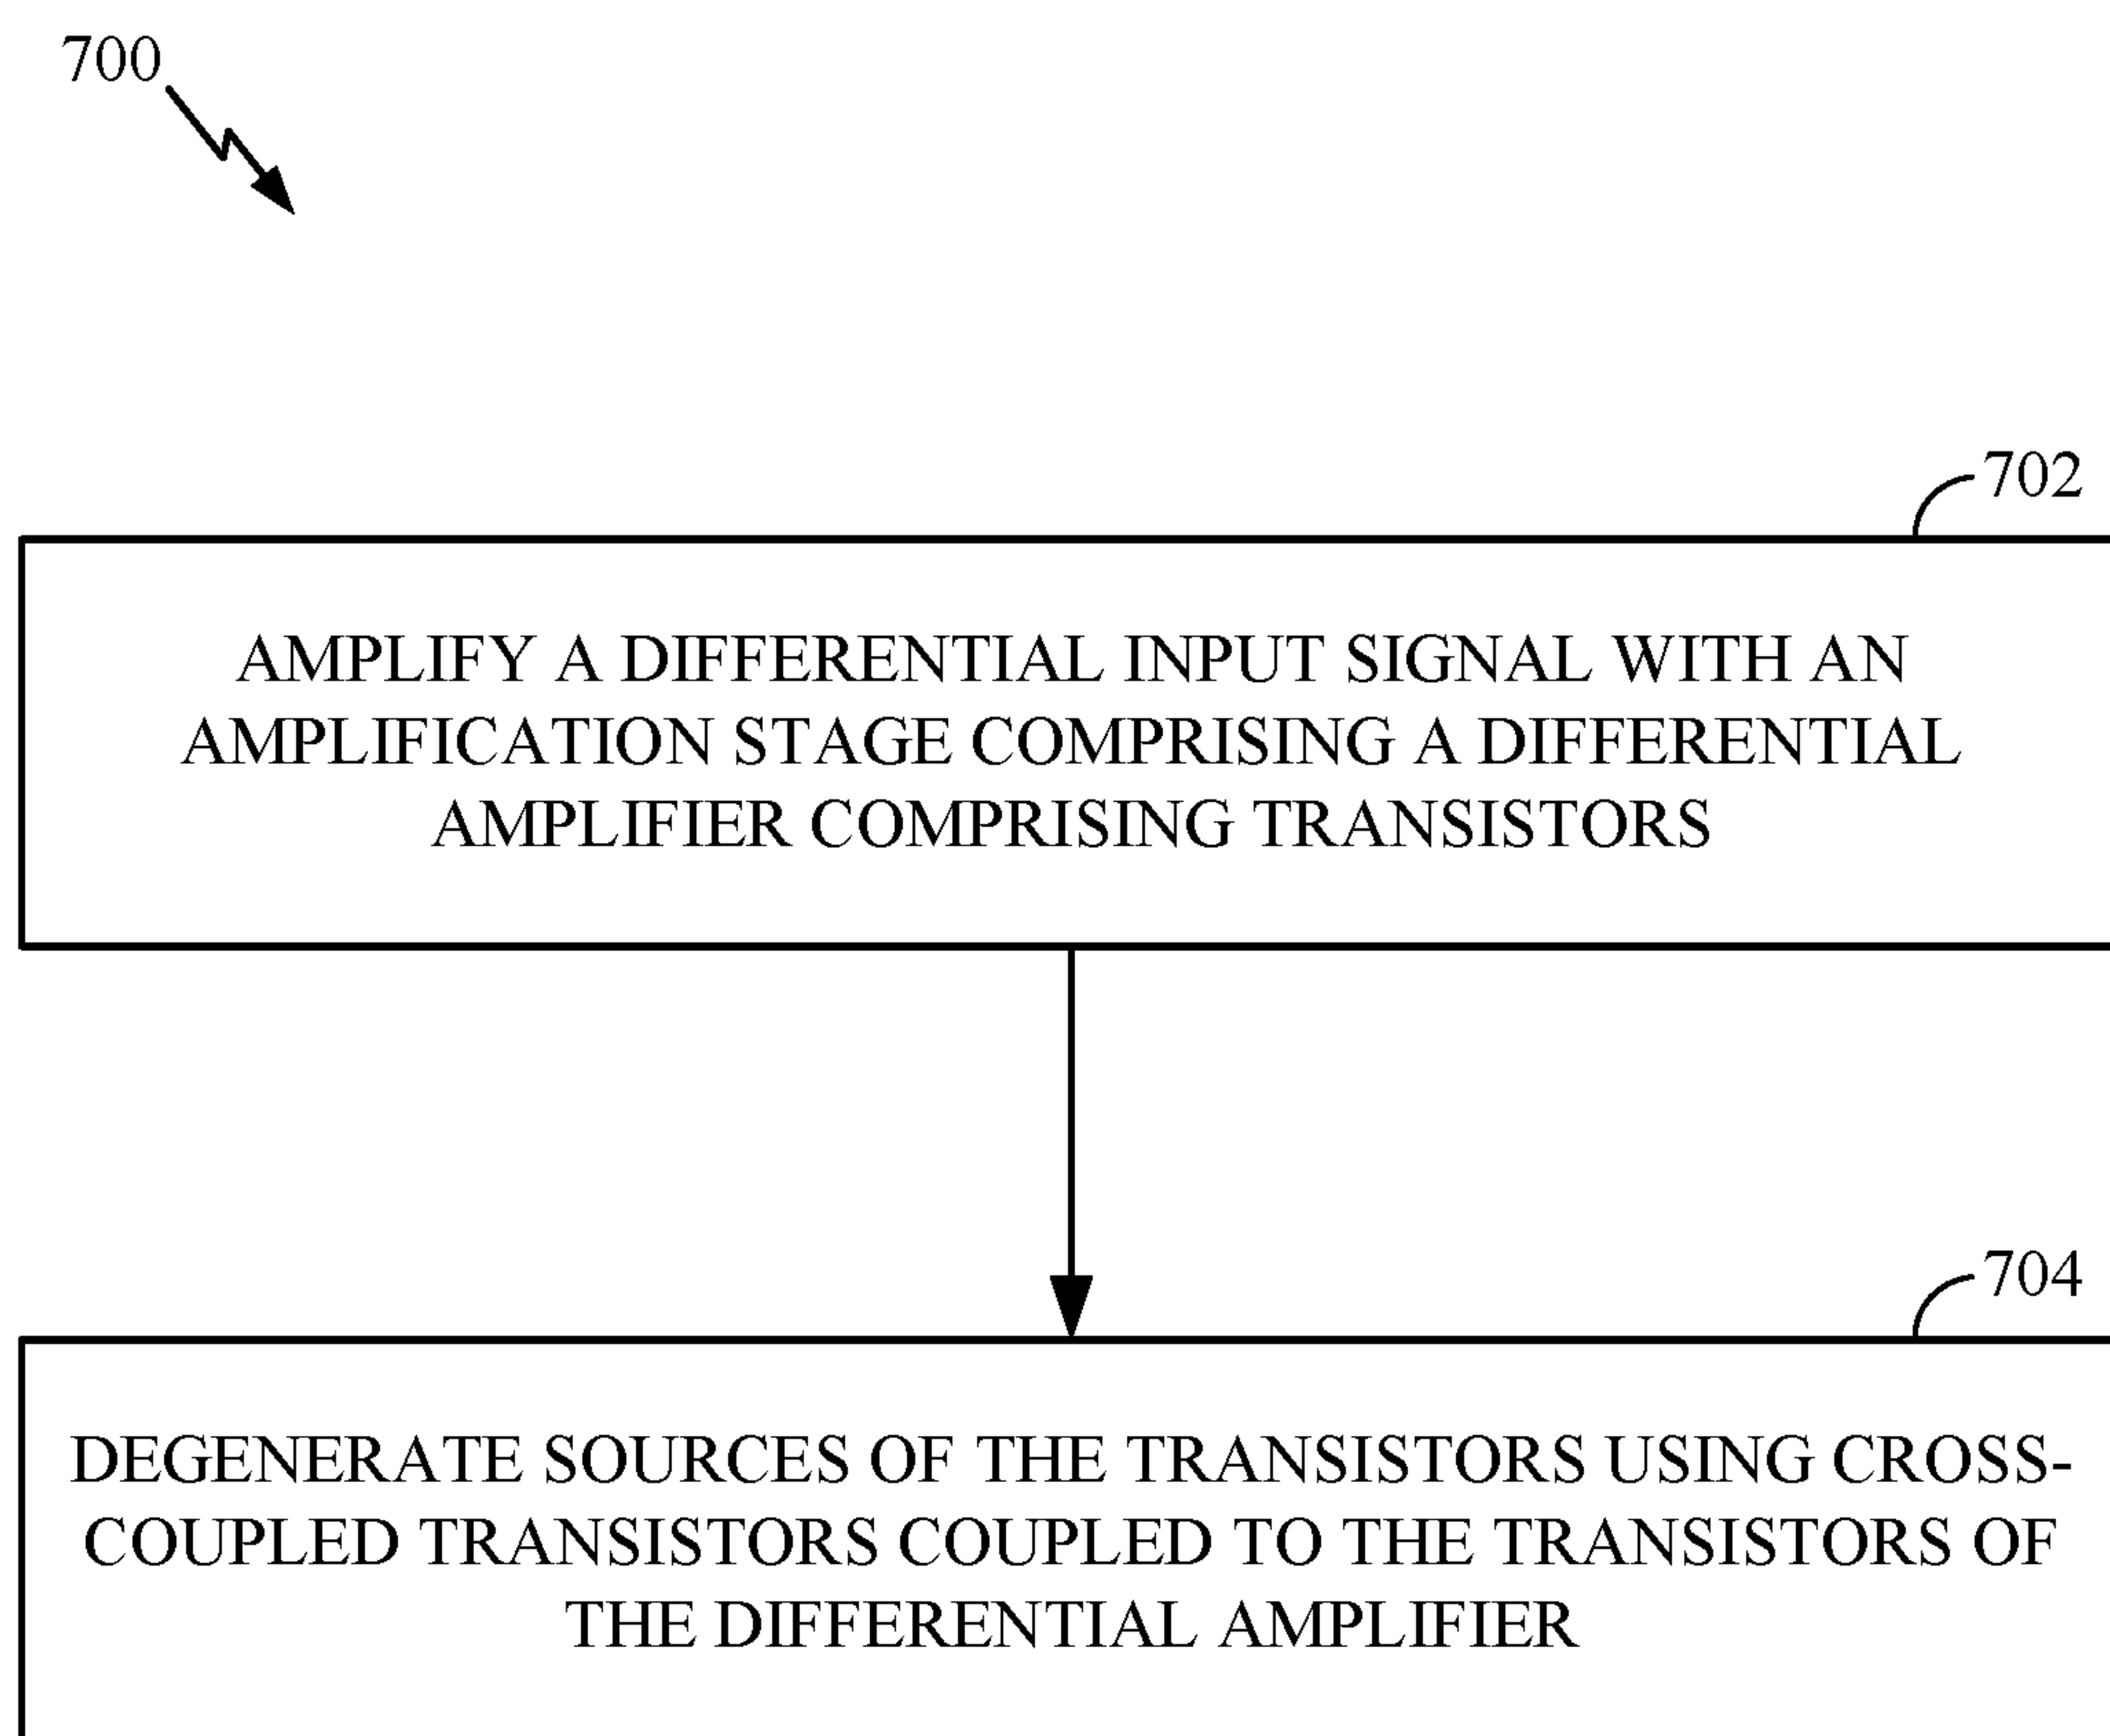 700
702
AMPLIFY A DIFFERENTIAL INPUT SIGNAL WITH AN
AMPLIFICATION STAGE COMPRISING A DIFFERENTIAL
AMPLIFIER COMPRISING TRANSISTORS
704
DEGENERATE SOURCES OF THE TRANSISTORS USING CROSS-
COUPLED TRANSISTORS COUPLED TO THE TRANSISTORS OF
THE DIFFERENTIAL AMPLIFIER